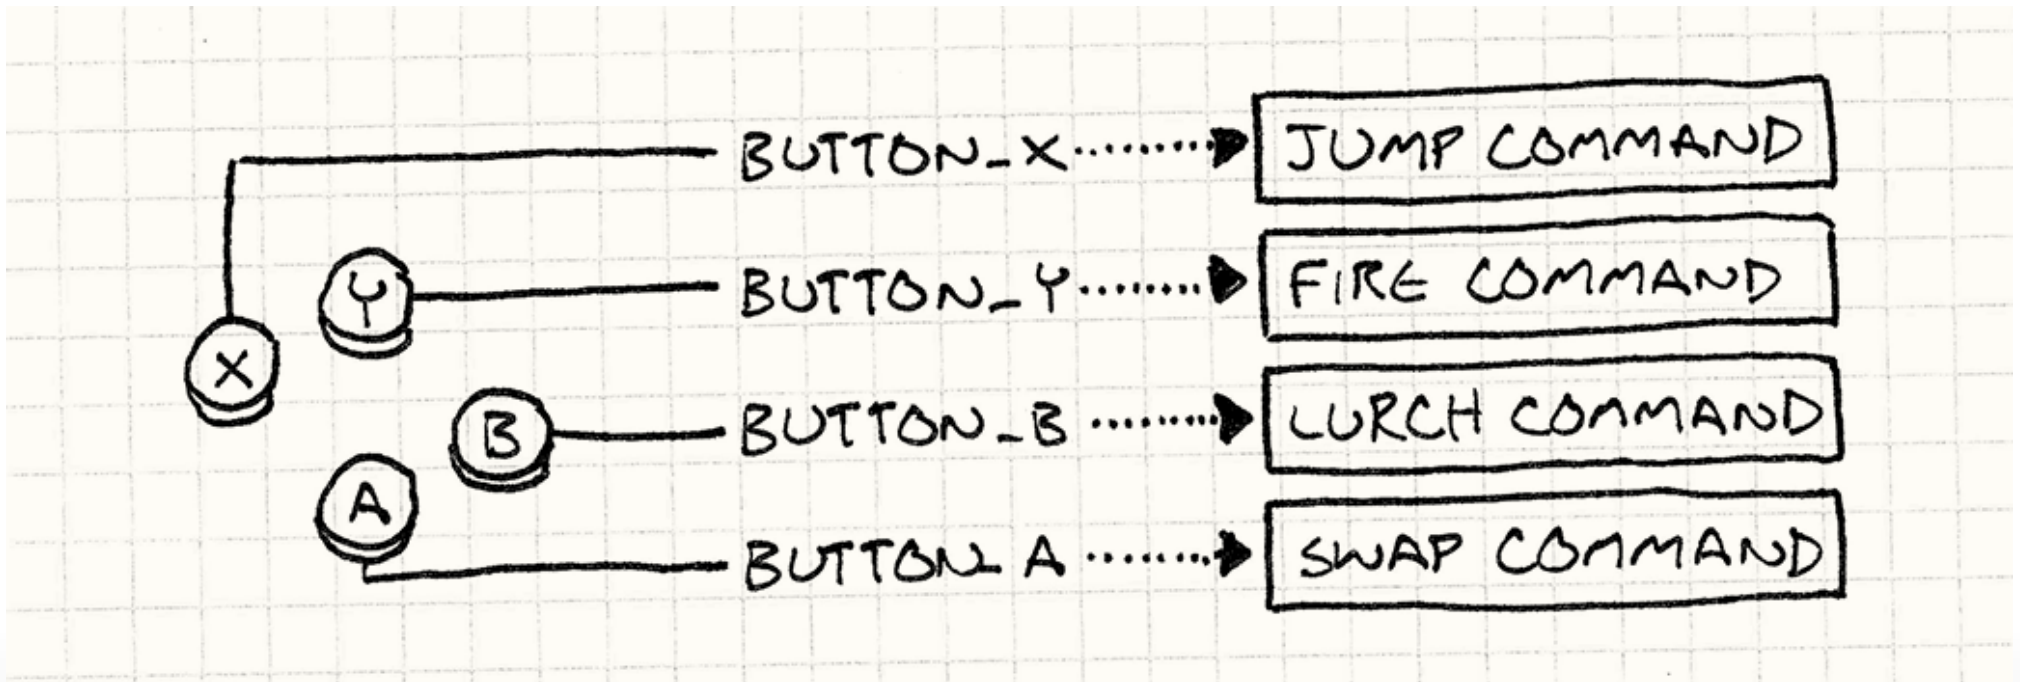 BUTTON_X JUMP COMMAND
Y BUTTON_Y FIRE COMMAND
X
B BUTTON_B LURCH COMMAND
A BUTTON_A SWAP COMMAND